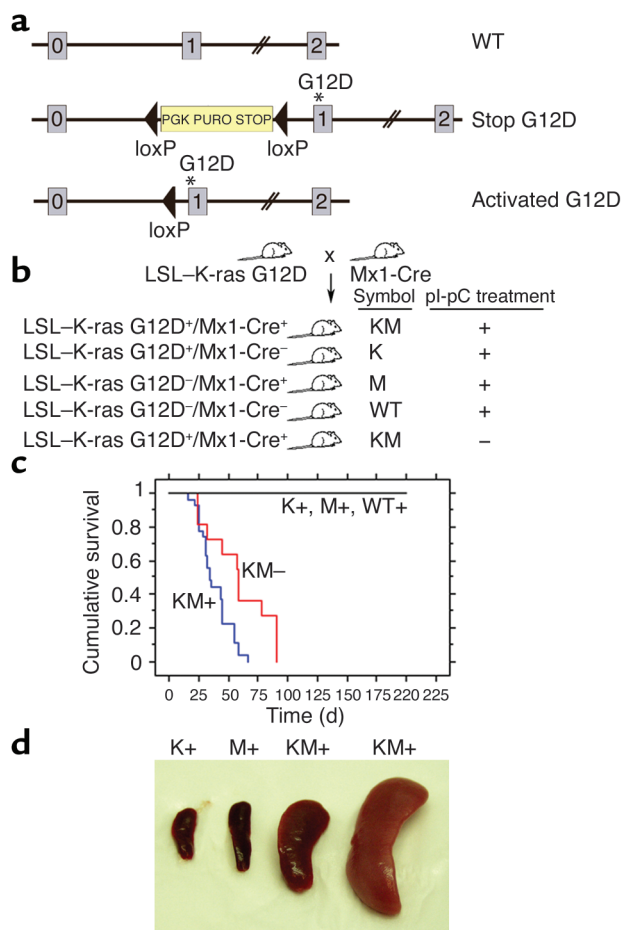 a
0 1 2 WT
G12D
*
0 PGK PURO STOP 1 2 Stop G12D
loxP loxP
G12D
*
0 1 2 Activated G12D
loxP
b
x
LSL–K-ras G12D Mx1-Cre
Symbol pI-pC treatment
LSL–K-ras G12D⁺/Mx1-Cre⁺ KM +
LSL–K-ras G12D⁺/Mx1-Cre⁻ K +
LSL–K-ras G12D⁻/Mx1-Cre⁺ M +
LSL–K-ras G12D⁻/Mx1-Cre⁻ WT +
LSL–K-ras G12D⁺/Mx1-Cre⁺ KM –
c
Cumulative survival
1
0.8
0.6
0.4
0.2
0
K+, M+, WT+
KM–
KM+
0 25 50 75 100 125 150 175 200 225
Time (d)
d
K+ M+ KM+ KM+